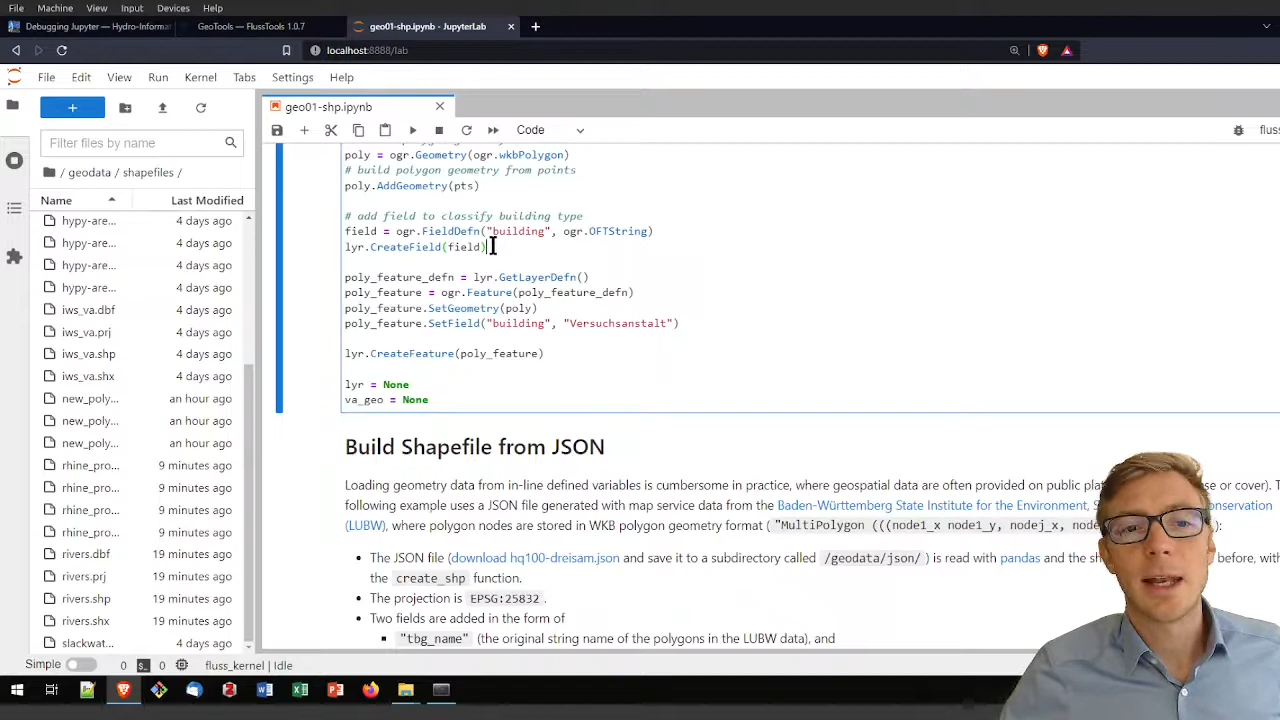 File Machine View Input Devices Help
Debugging Jupyter — Hydro-Informa
GeoTools — FlussTools 1.0.7
geo01-shp.ipynb - JupyterLab
localhost:8888/lab
File Edit View Run Kernel Tabs Settings Help
geo01-shp.ipynb
Filter files by name
Code
fluss
/ geodata / shapefiles /
Name Last Modified
hypy-are... 4 days ago
hypy-are... 4 days ago
hypy-are... 4 days ago
hypy-are... 4 days ago
iws_va.dbf 4 days ago
iws_va.prj 4 days ago
iws_va.shp 4 days ago
iws_va.shx 4 days ago
new_poly... an hour ago
new_poly... an hour ago
new_poly... an hour ago
rhine_pro... 9 minutes ago
rhine_pro... 9 minutes ago
rhine_pro... 9 minutes ago
rhine_pro... 9 minutes ago
rivers.dbf 19 minutes ago
rivers.prj 19 minutes ago
rivers.shp 19 minutes ago
rivers.shx 19 minutes ago
slackwat... 4 days ago
poly = ogr.Geometry(ogr.wkbPolygon)
# build polygon geometry from points
poly.AddGeometry(pts)
# add field to classify building type
field = ogr.FieldDefn("building", ogr.OFTString)
lyr.CreateField(field)
poly_feature_defn = lyr.GetLayerDefn()
poly_feature = ogr.Feature(poly_feature_defn)
poly_feature.SetGeometry(poly)
poly_feature.SetField("building", "Versuchsanstalt")
lyr.CreateFeature(poly_feature)
lyr = None
va_geo = None
Build Shapefile from JSON
Loading geometry data from in-line defined variables is cumbersome in practice, where geospatial data are often provided on public pla se or cover). T
following example uses a JSON file generated with map service data from the Baden-Württemberg State Institute for the Environment, S nservation
(LUBW), where polygon nodes are stored in WKB polygon geometry format ( "MultiPolygon (((node1_x node1_y, nodej_x, nod ):
• The JSON file (download hq100-dreisam.json and save it to a subdirectory called /geodata/json/ ) is read with pandas and the sh before, with
the create_shp function.
• The projection is EPSG:25832 .
• Two fields are added in the form of
▪ "tbg_name" (the original string name of the polygons in the LUBW data), and
Simple 0 $_ 0 fluss_kernel | Idle